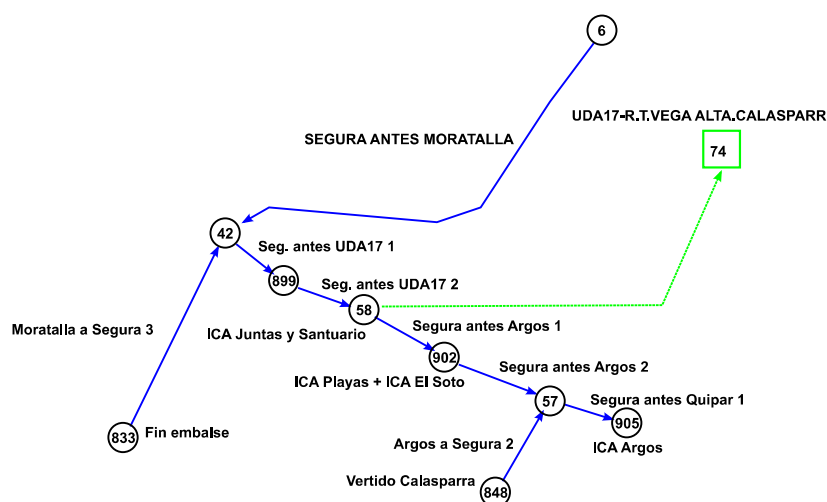 6
UDA17-R.T.VEGA ALTA.CALASPARR
SEGURA ANTES MORATALLA
74
42
Seg. antes UDA17 1
899
Seg. antes UDA17 2
58
Moratalla a Segura 3
ICA Juntas y Santuario
Segura antes Argos 1
902
Segura antes Argos 2
ICA Playas + ICA El Soto
57
Segura antes Quipar 1
905
833
Fin embalse
Argos a Segura 2
ICA Argos
Vertido Calasparra
848